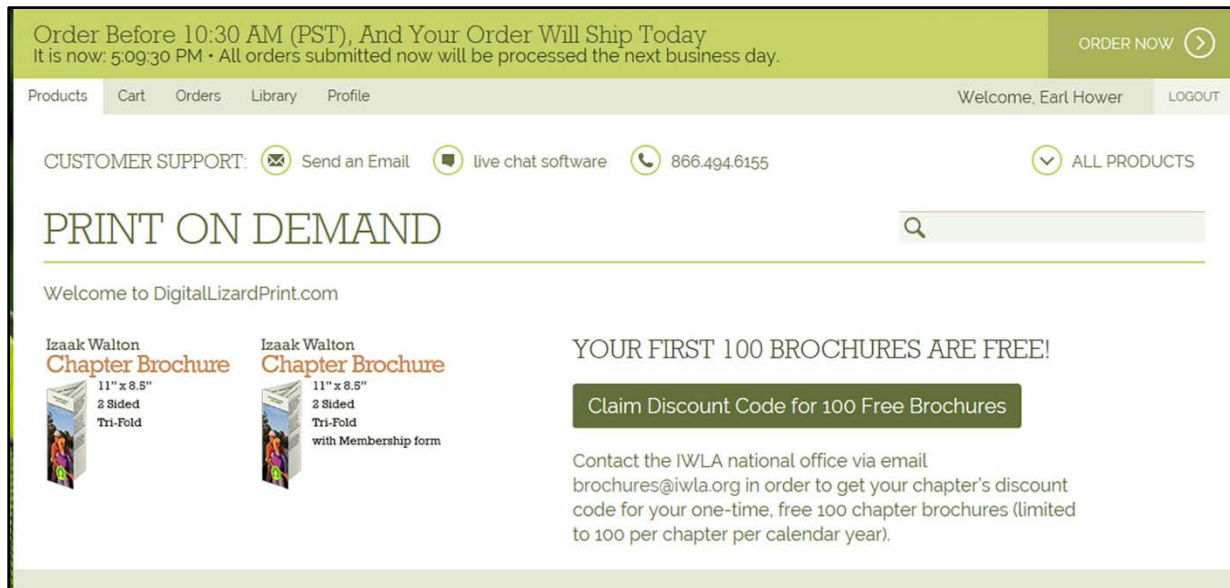 Order Before 10:30 AM (PST), And Your Order Will Ship Today
It is now: 5:09:30 PM • All orders submitted now will be processed the next business day.
ORDER NOW
Products Cart Orders Library Profile
Welcome, Earl Hower LOGOUT
CUSTOMER SUPPORT: Send an Email live chat software 866.494.6155
ALL PRODUCTS
PRINT ON DEMAND
Welcome to DigitalLizardPrint.com
Izaak Walton
Chapter Brochure
11" x 8.5"
2 Sided
Tri-Fold
Izaak Walton
Chapter Brochure
11" x 8.5"
2 Sided
Tri-Fold
with Membership form
YOUR FIRST 100 BROCHURES ARE FREE!
Claim Discount Code for 100 Free Brochures
Contact the IWLA national office via email
brochures@iwla.org in order to get your chapter's discount
code for your one-time, free 100 chapter brochures (limited
to 100 per chapter per calendar year).